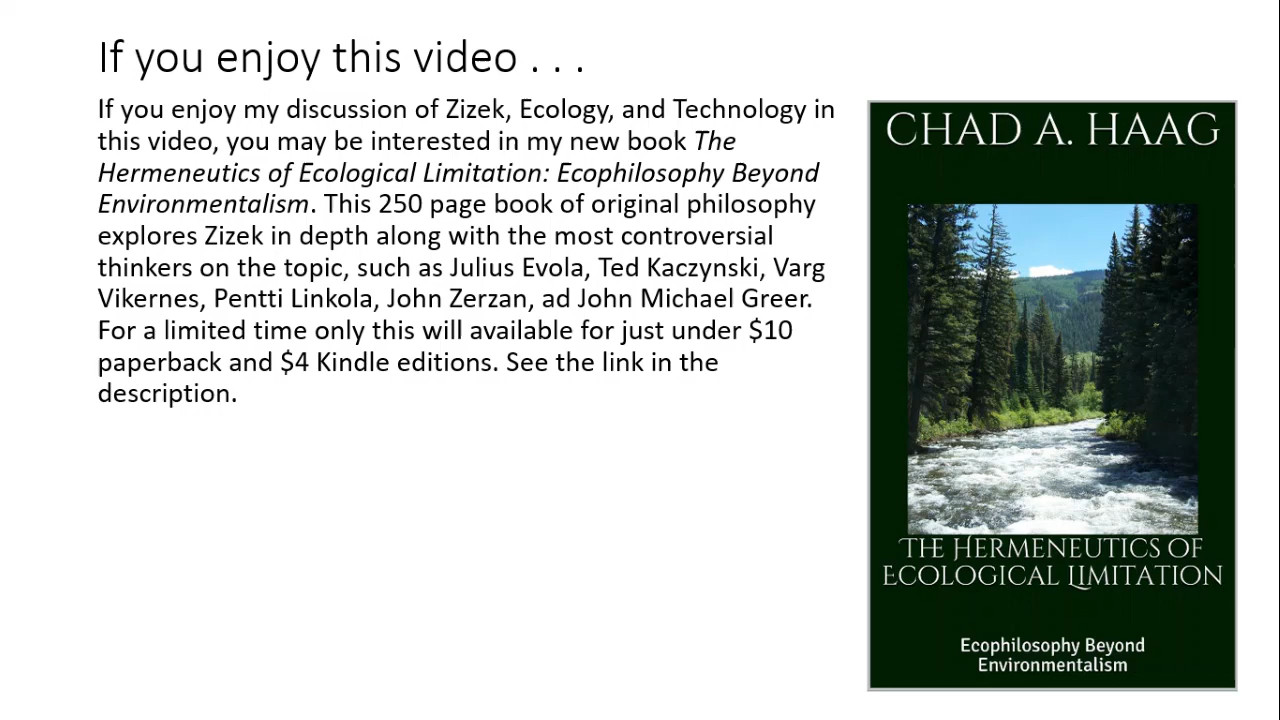 If you enjoy this video . . .
If you enjoy my discussion of Zizek, Ecology, and Technology in
this video, you may be interested in my new book The
Hermeneutics of Ecological Limitation: Ecophilosophy Beyond
Environmentalism. This 250 page book of original philosophy
explores Zizek in depth along with the most controversial
thinkers on the topic, such as Julius Evola, Ted Kaczynski, Varg
Vikernes, Pentti Linkola, John Zerzan, ad John Michael Greer.
For a limited time only this will available for just under $10
paperback and $4 Kindle editions. See the link in the
description.
CHAD A. HAAG
THE HERMENEUTICS OF
ECOLOGICAL LIMITATION
Ecophilosophy Beyond
Environmentalism